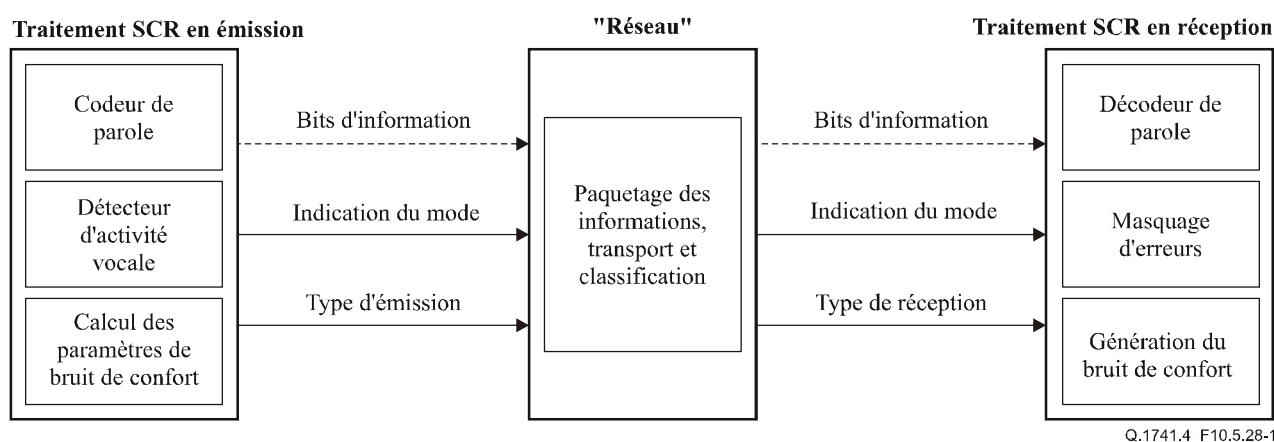 Traitement SCR en émission
"Réseau"
Traitement SCR en réception
Codeur de
parole
Détecteur
d'activité
vocale
Calcul des
paramètres de
bruit de confort
Bits d'information
Indication du mode
Type d'émission
Paquetage des
informations,
transport et
classification
Bits d'information
Indication du mode
Type de réception
Décodeur de
parole
Masquage
d'erreurs
Génération du
bruit de confort
Q.1741.4_F10.5.28-1